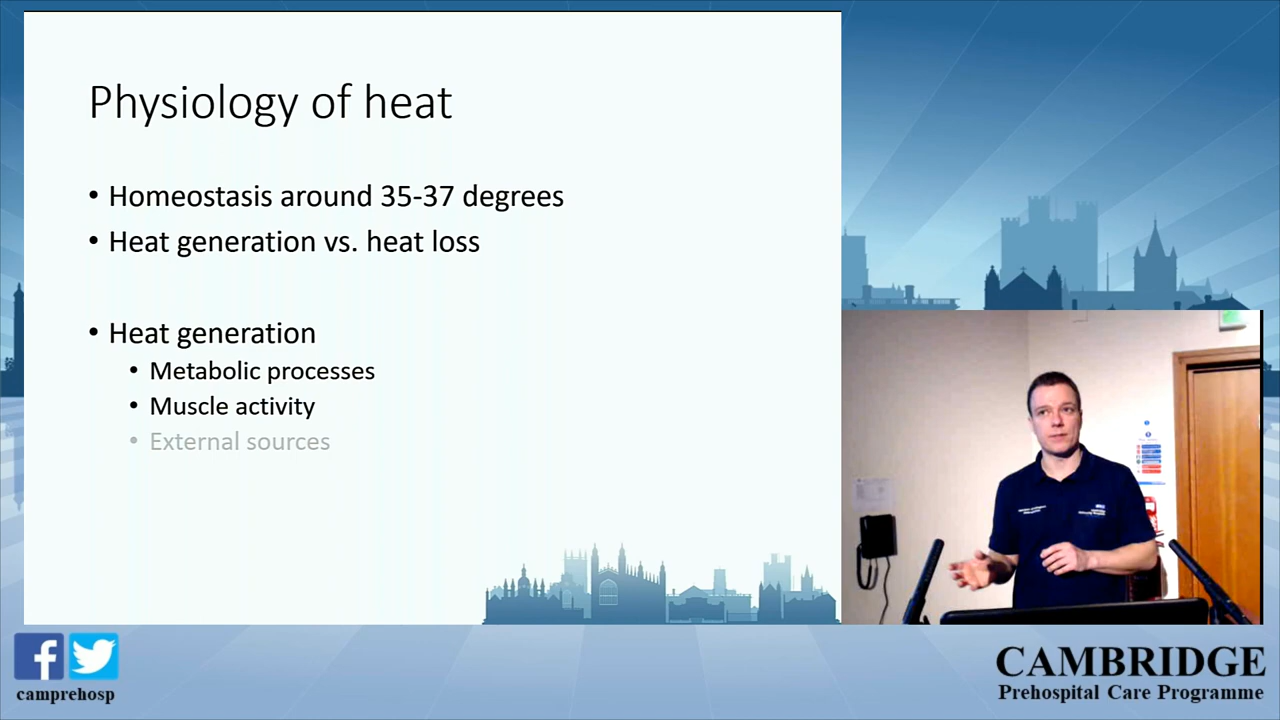 Physiology of heat
• Homeostasis around 35-37 degrees
• Heat generation vs. heat loss
• Heat generation
• Metabolic processes
• Muscle activity
• External sources
camprehosp
CAMBRIDGE
Prehospital Care Programme